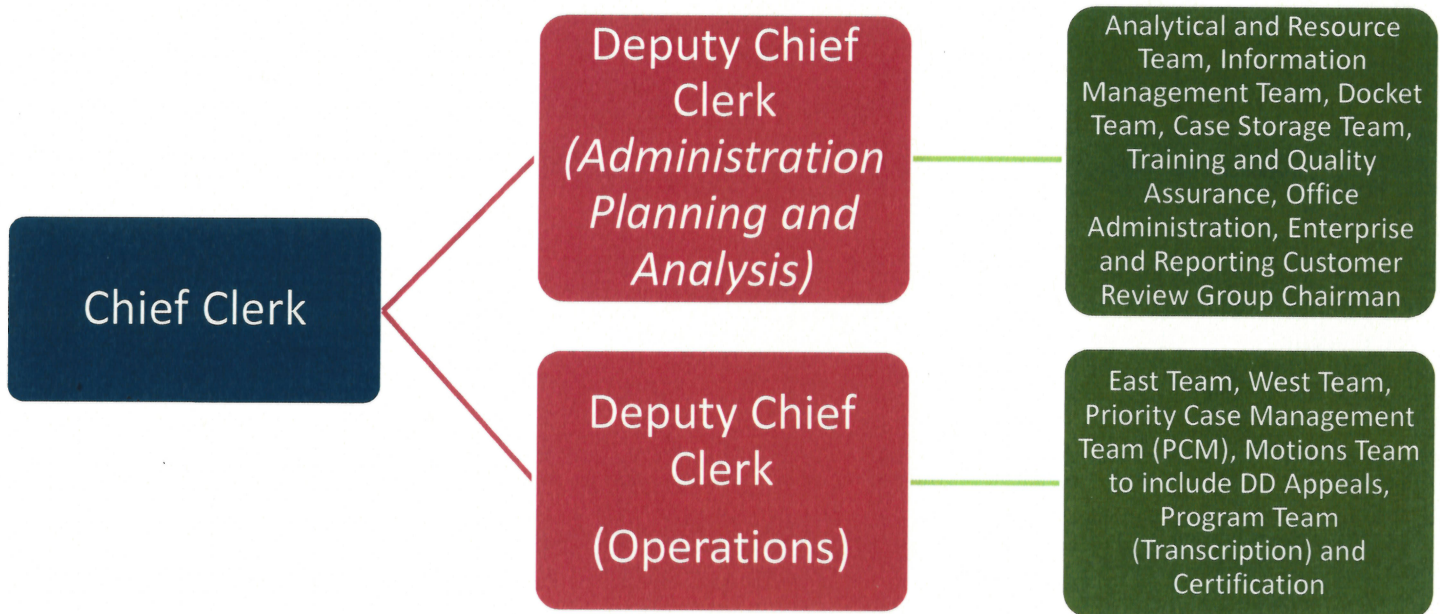 Chief Clerk
Deputy Chief
Clerk
(Administration
Planning and
Analysis)
Analytical and Resource
Team, Information
Management Team, Docket
Team, Case Storage Team,
Training and Quality
Assurance, Office
Administration, Enterprise
and Reporting Customer
Review Group Chairman
Deputy Chief
Clerk
(Operations)
East Team, West Team,
Priority Case Management
Team (PCM), Motions Team
to include DD Appeals,
Program Team
(Transcription) and
Certification